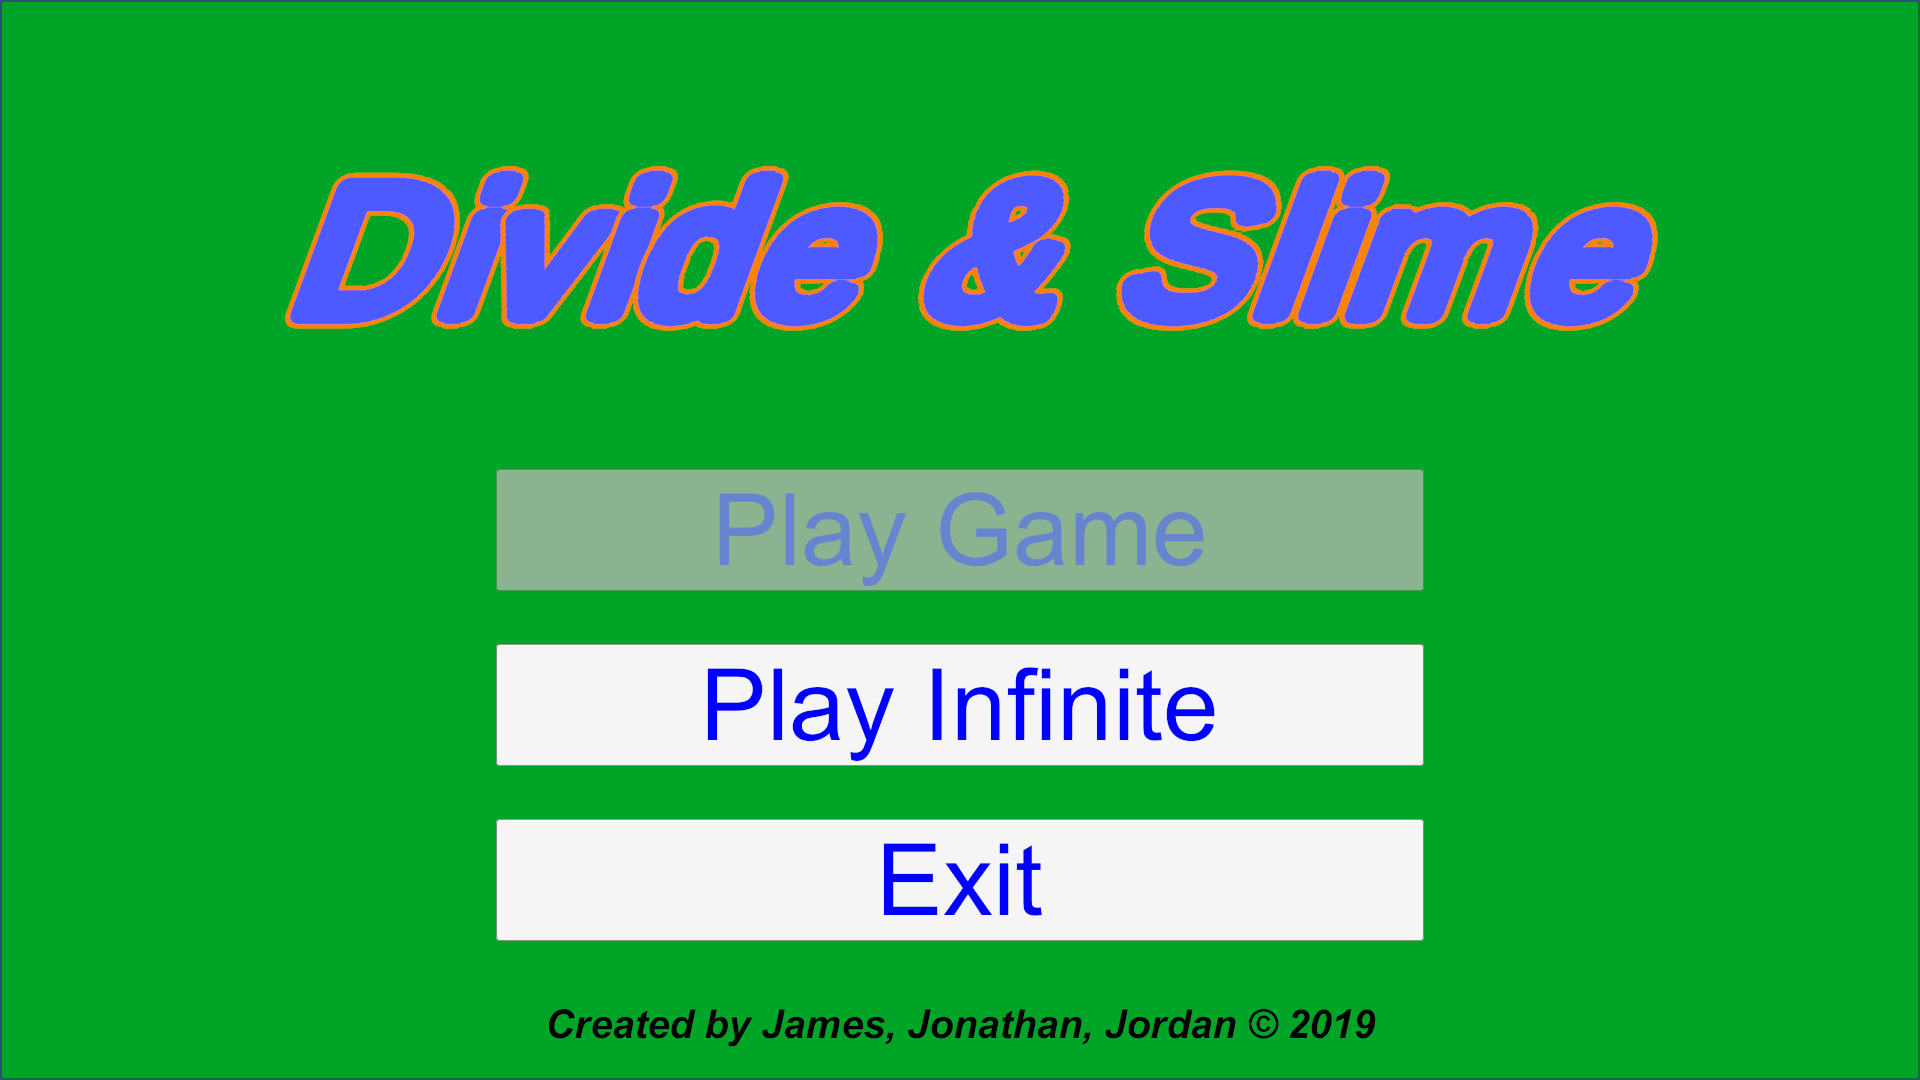 Divide & Slime
Play Game
Play Infinite
Exit
Created by James, Jonathan, Jordan © 2019